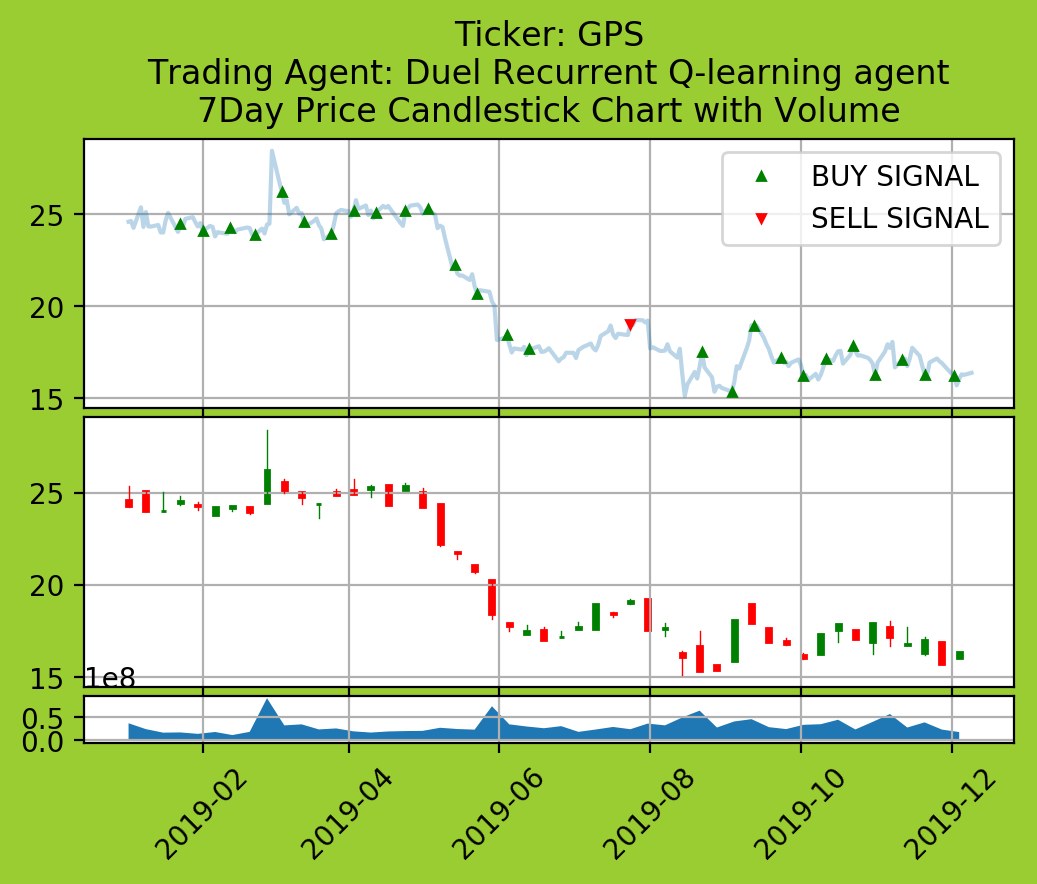 Ticker: GPS
Trading Agent: Duel Recurrent Q-learning agent
7Day Price Candlestick Chart with Volume
BUY SIGNAL
SELL SIGNAL
25
20
15
25
20
15
1e8
0.5
0.0
2019-02
2019-04
2019-06
2019-08
2019-10
2019-12